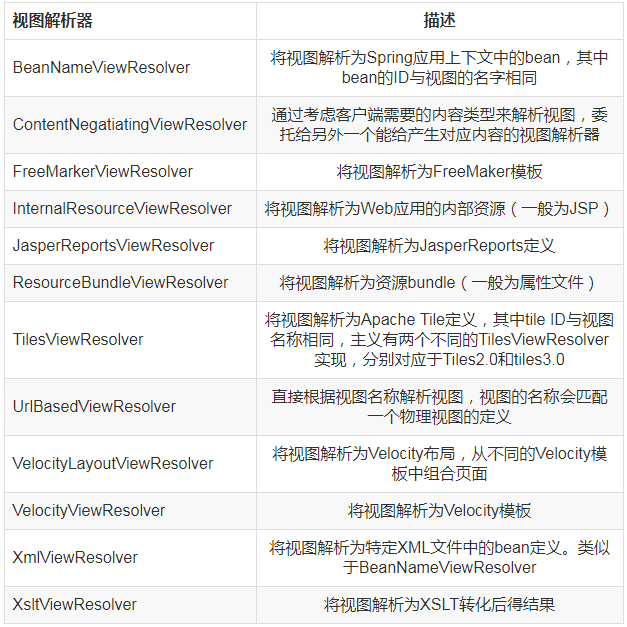 视图解析器 描述
BeanNameViewResolver 将视图解析为Spring应用上下文中的bean，其中
bean的ID与视图的名字相同
ContentNegatiatingViewResolver 通过考虑客户端需要的内容类型来解析视图，委
托给另外一个能给产生对应内容的视图解析器
FreeMarkerViewResolver 将视图解析为FreeMaker模板
InternalResourceViewResolver 将视图解析为Web应用的内部资源（一般为JSP）
JasperReportsViewResolver 将视图解析为JasperReports定义
ResourceBundleViewResolver 将视图解析为资源bundle（一般为属性文件）
TilesViewResolver 将视图解析为Apache Tile定义，其中tile ID与视图
名称相同，主义有两个不同的TilesViewResolver
实现，分别对应于Tiles2.0和tiles3.0
UrlBasedViewResolver 直接根据视图名称解析视图，视图的名称会匹配
一个物理视图的定义
VelocityLayoutViewResolver 将视图解析为Velocity布局，从不同的Velocity模
板中组合页面
VelocityViewResolver 将视图解析为Velocity模板
XmlViewResolver 将视图解析为特定XML文件中的bean定义。类似
于BeanNameViewResolver
XsltViewResolver 将视图解析为XSLT转化后得结果